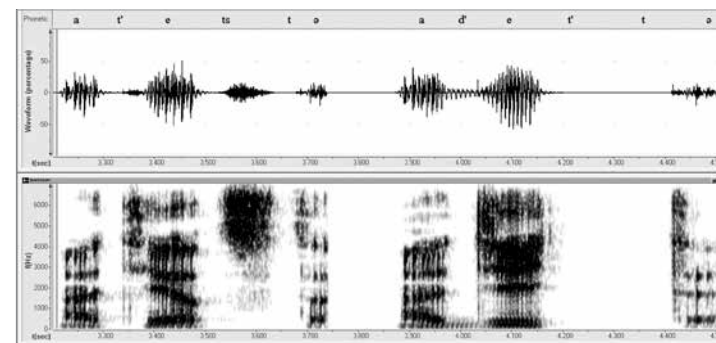 Phonetic a t' e ts t ə a d' e t' t ə
Waveform (percentage)
50
0
-50
t[sec] 3.300 3.400 3.500 3.600 3.700 3.800 3.900 4.000 4.100 4.200 4.300 4.400
f(Hz)
6000
5000
4000
3000
2000
1000
0
t[sec] 3.300 3.400 3.500 3.600 3.700 3.800 3.900 4.000 4.100 4.200 4.300 4.400